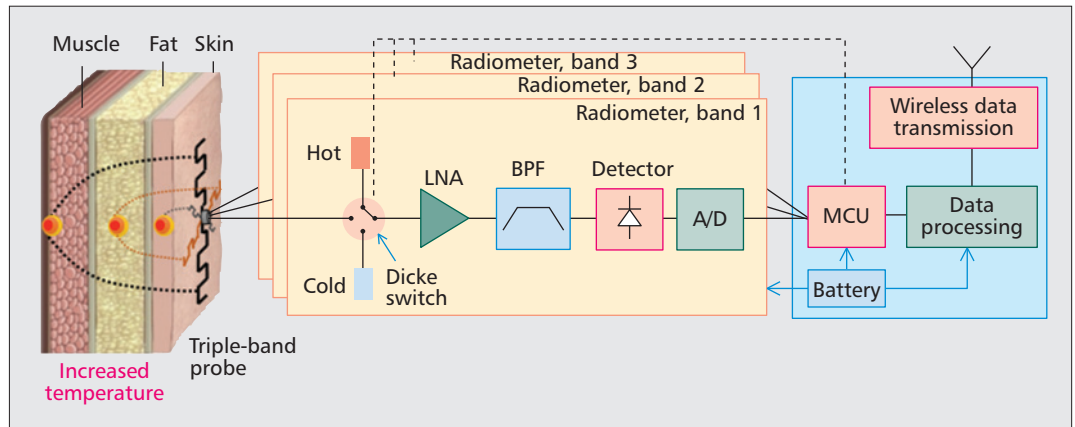 Muscle Fat Skin
Radiometer, band 3
Radiometer, band 2
Radiometer, band 1
Hot
LNA
BPF
Detector
A/D
Cold
Dicke
switch
MCU
Wireless data
transmission
Data
processing
Battery
Triple-band
probe
Increased
temperature